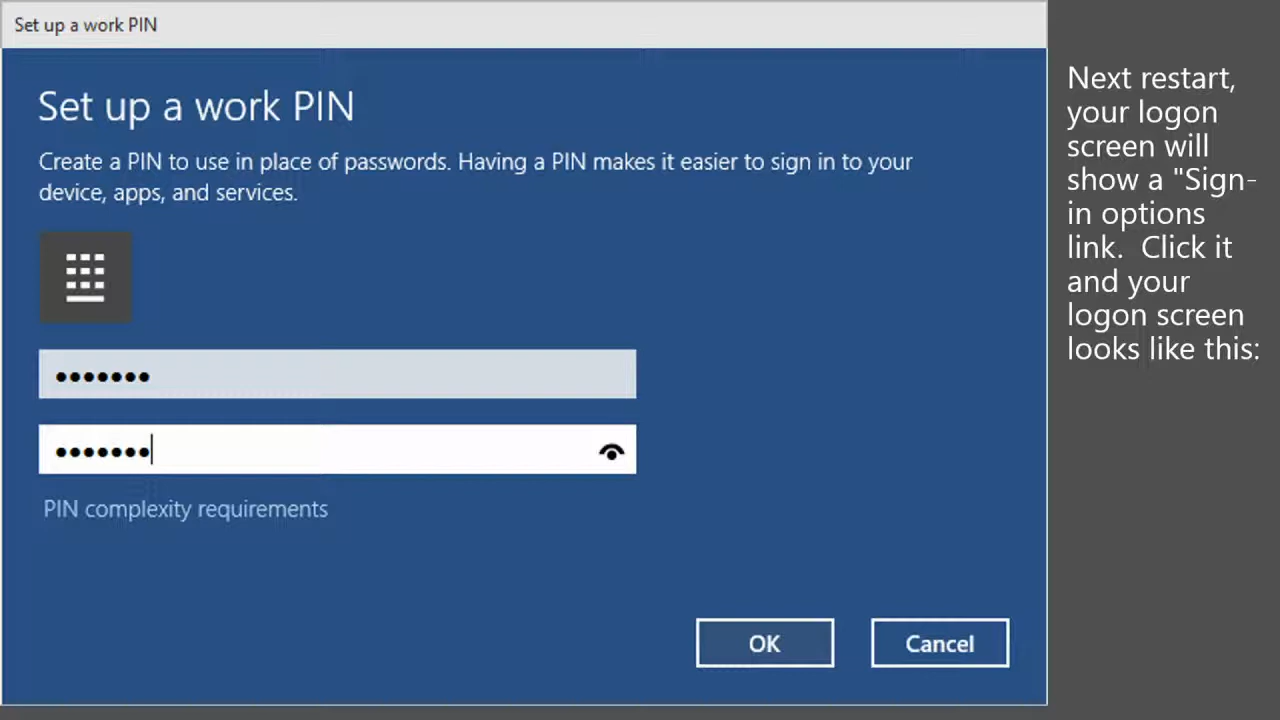 Set up a work PIN
Set up a work PIN
Create a PIN to use in place of passwords. Having a PIN makes it easier to sign in to your
device, apps, and services.
●●●●●●●
●●●●●●●
PIN complexity requirements
OK
Cancel
Next restart,
your logon
screen will
show a "Sign-
in options
link.  Click it
and your
logon screen
looks like this: